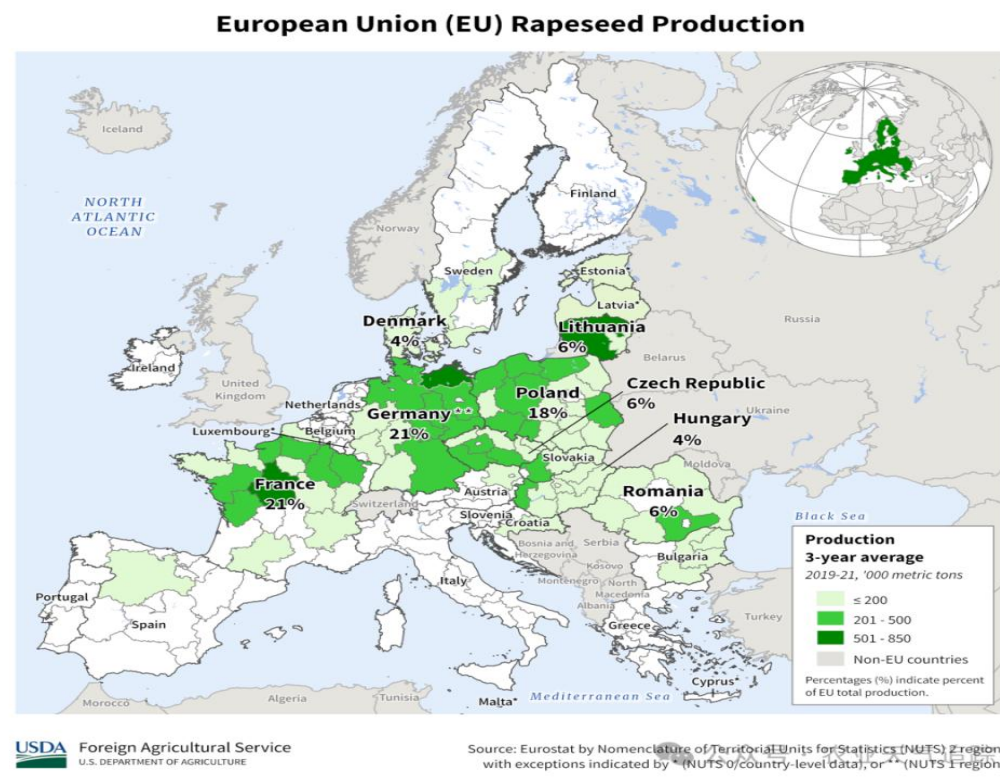 European Union (EU) Rapeseed Production
Iceland
NORTH
ATLANTIC
OCEAN
Norway
Finland
Sweden
Estonia*
Latvia*
Russia
Denmark
4%
Lithuania
6%
Belarus
Ireland
United
Kingdom
Netherlands
Germany**
21%
Poland
18%
Czech Republic
6%
Hungary
4%
Ukraine
Luxembourg*
Belgium
Slovakia
Moldova
France
21%
Switzerland
Austria
Slovenia
Croatia
Romania
6%
Black Sea
Bosnia and
Herzegovina
Serbia
Kosovo
Montenegro
North
Macedonia
Albania
Bulgaria
Italy
Portugal
Spain
Greece
Turkey
Cyprus*
Malta*
Mediterranean Sea
Morocco
Algeria
Tunisia
Production
3-year average
2019-21, '000 metric tons
≤ 200
201 - 500
501 - 850
Non-EU countries
Percentages (%) indicate percent
of EU total production.
USDA
Foreign Agricultural Service
U.S. DEPARTMENT OF AGRICULTURE
Source: Eurostat by Nomenclature of Territorial Units for Statistics (NUTS) 2 region
with exceptions indicated by *(NUTS 0/country-level data), or **(NUTS 1 region